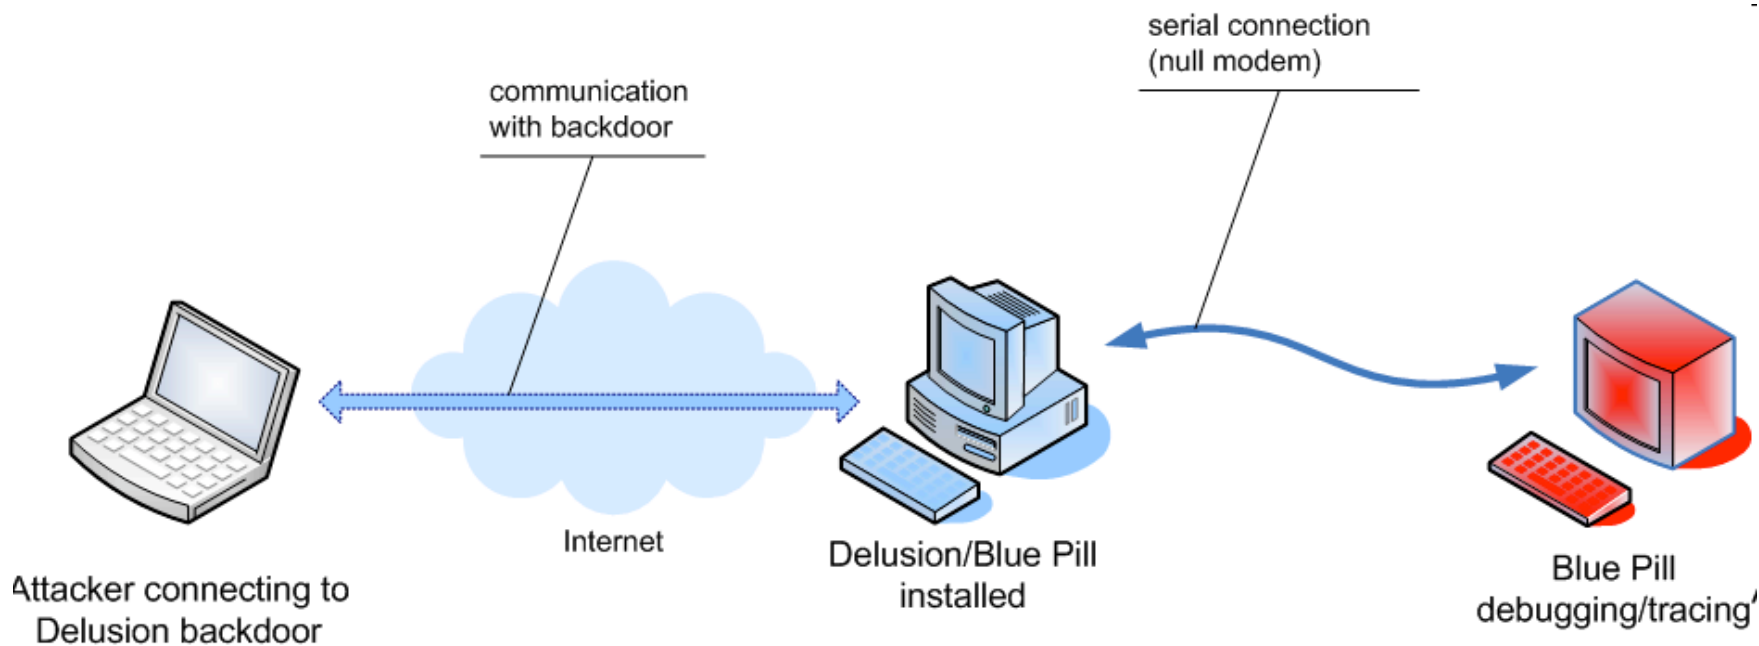 serial connection
(null modem)
communication
with backdoor
Internet
Delusion/Blue Pill
installed
Blue Pill
debugging/tracing
Attacker connecting to
Delusion backdoor